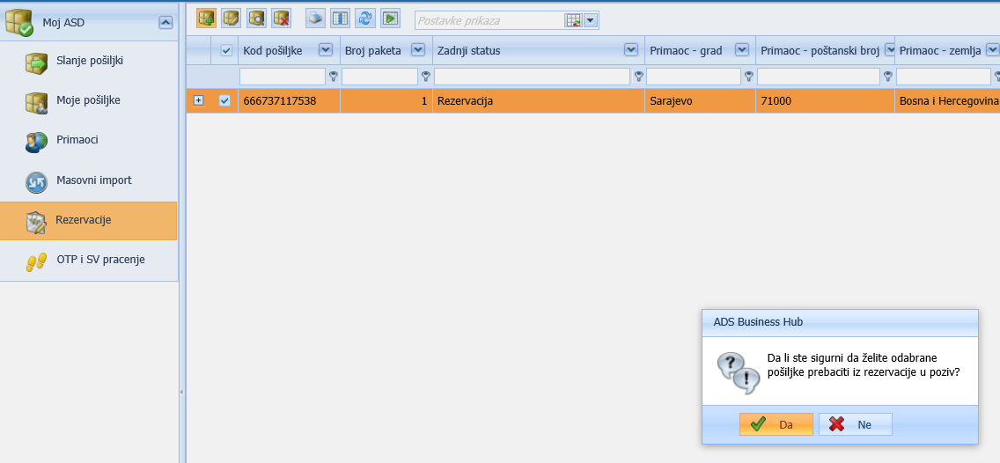 Moj ASD
Slanje pošiljki
Moje pošiljke
Primaoci
Masovni import
Rezervacije
OTP i SV pracenje
Postavke prikaza
Kod pošiljke Broj paketa Zadnji status Primaoc - grad Primaoc - poštanski broj Primaoc - zemlja
666737117538 1 Rezervacija Sarajevo 71000 Bosna i Hercegovina
ADS Business Hub
Da li ste sigurni da želite odabrane
pošiljke prebaciti iz rezervacije u poziv?
Da Ne